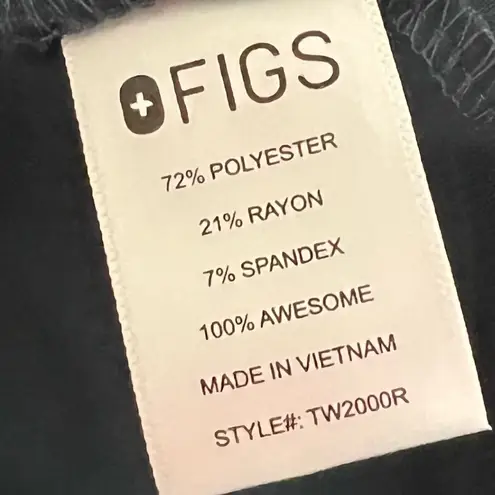 FIGS
72% POLYESTER
21% RAYON
7% SPANDEX
100% AWESOME
MADE IN VIETNAM
STYLE#: TW2000R